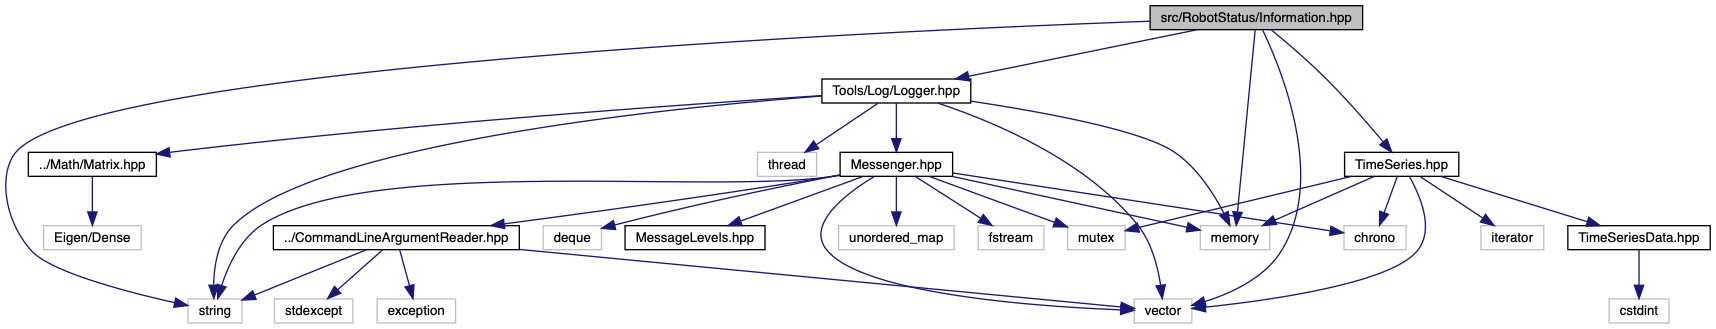 src/RobotStatus/Information.hpp
Tools/Log/Logger.hpp
../Math/Matrix.hpp
thread
Messenger.hpp
TimeSeries.hpp
Eigen/Dense
../CommandLineArgumentReader.hpp
deque
MessageLevels.hpp
unordered_map
fstream
mutex
memory
chrono
iterator
TimeSeriesData.hpp
string
stdexcept
exception
vector
cstdint